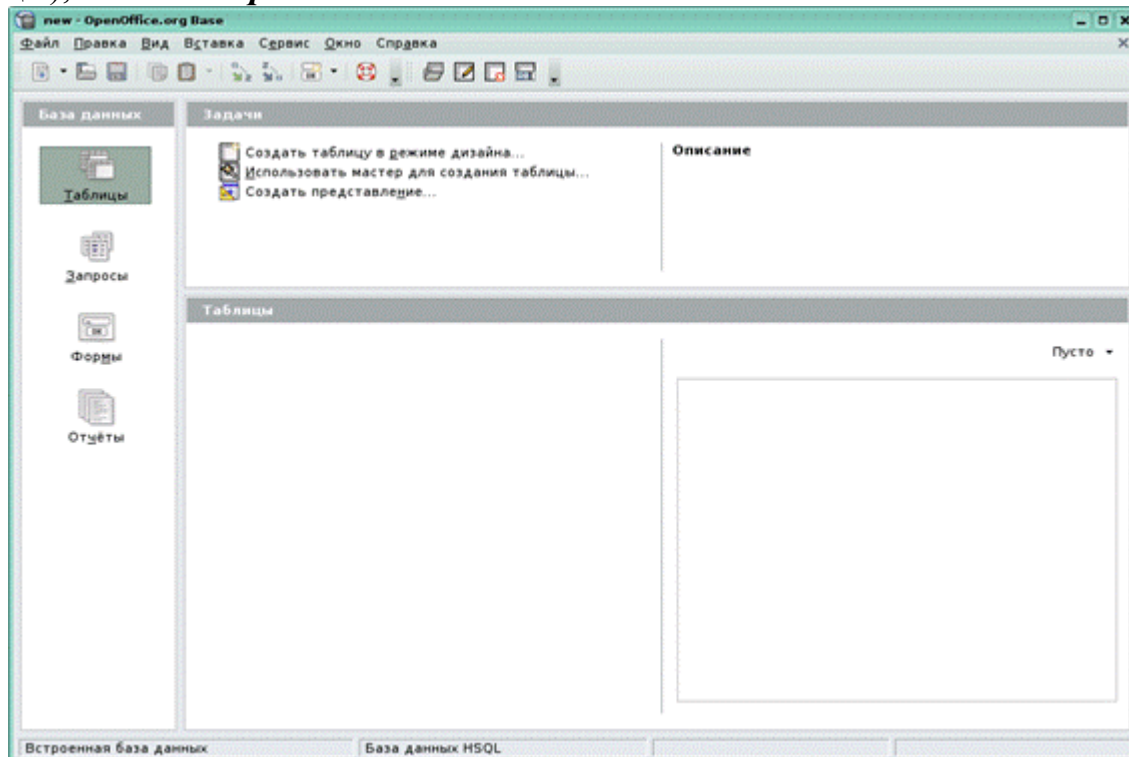 new - OpenOffice.org Base
Файл Правка Вид Вставка Сервис Окно Справка
База данных
Задачи
Создать таблицу в режиме дизайна...
Использовать мастер для создания таблицы...
Создать представление...
Описание
Таблицы
Запросы
Формы
Отчёты
Таблицы
Пусто
Встроенная база данных
База данных HSQL